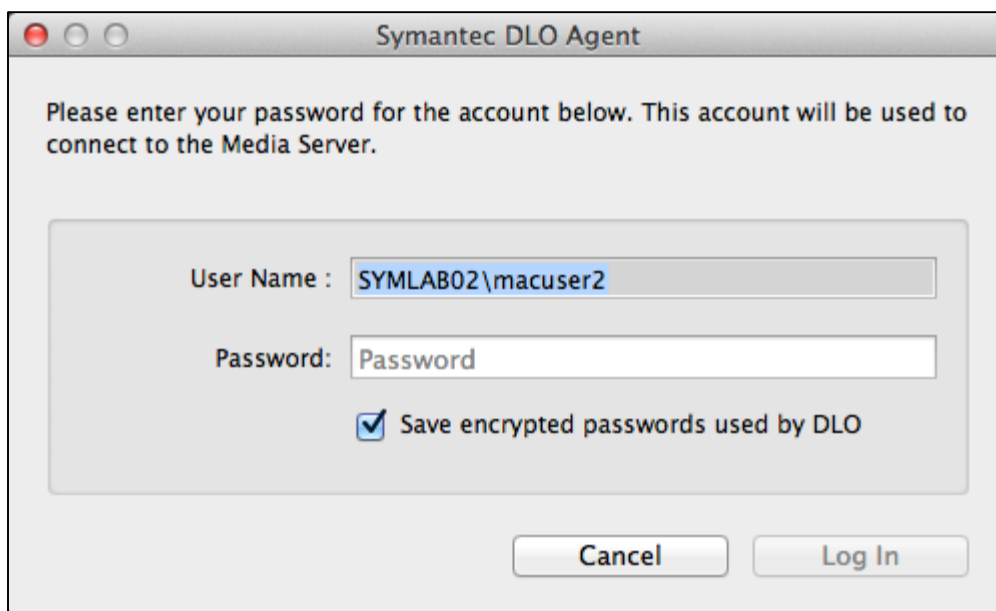 Symantec DLO Agent
Please enter your password for the account below. This account will be used to
connect to the Media Server.
User Name : SYMLAB02\macuser2
Password: Password
Save encrypted passwords used by DLO
Cancel Log In